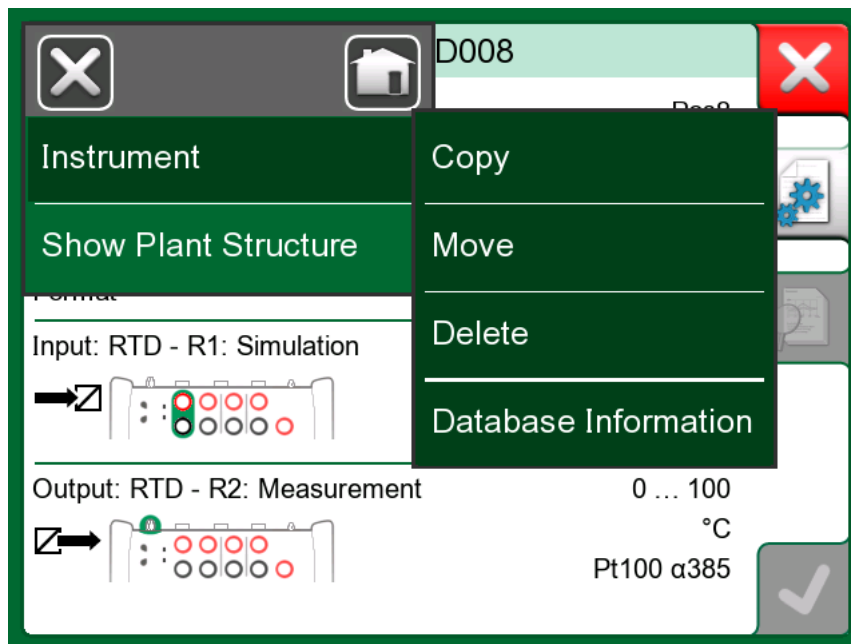 D008
Instrument
Show Plant Structure
Copy
Move
Delete
Database Information
Input: RTD - R1: Simulation
Output: RTD - R2: Measurement
0 ... 100
°C
Pt100 α385